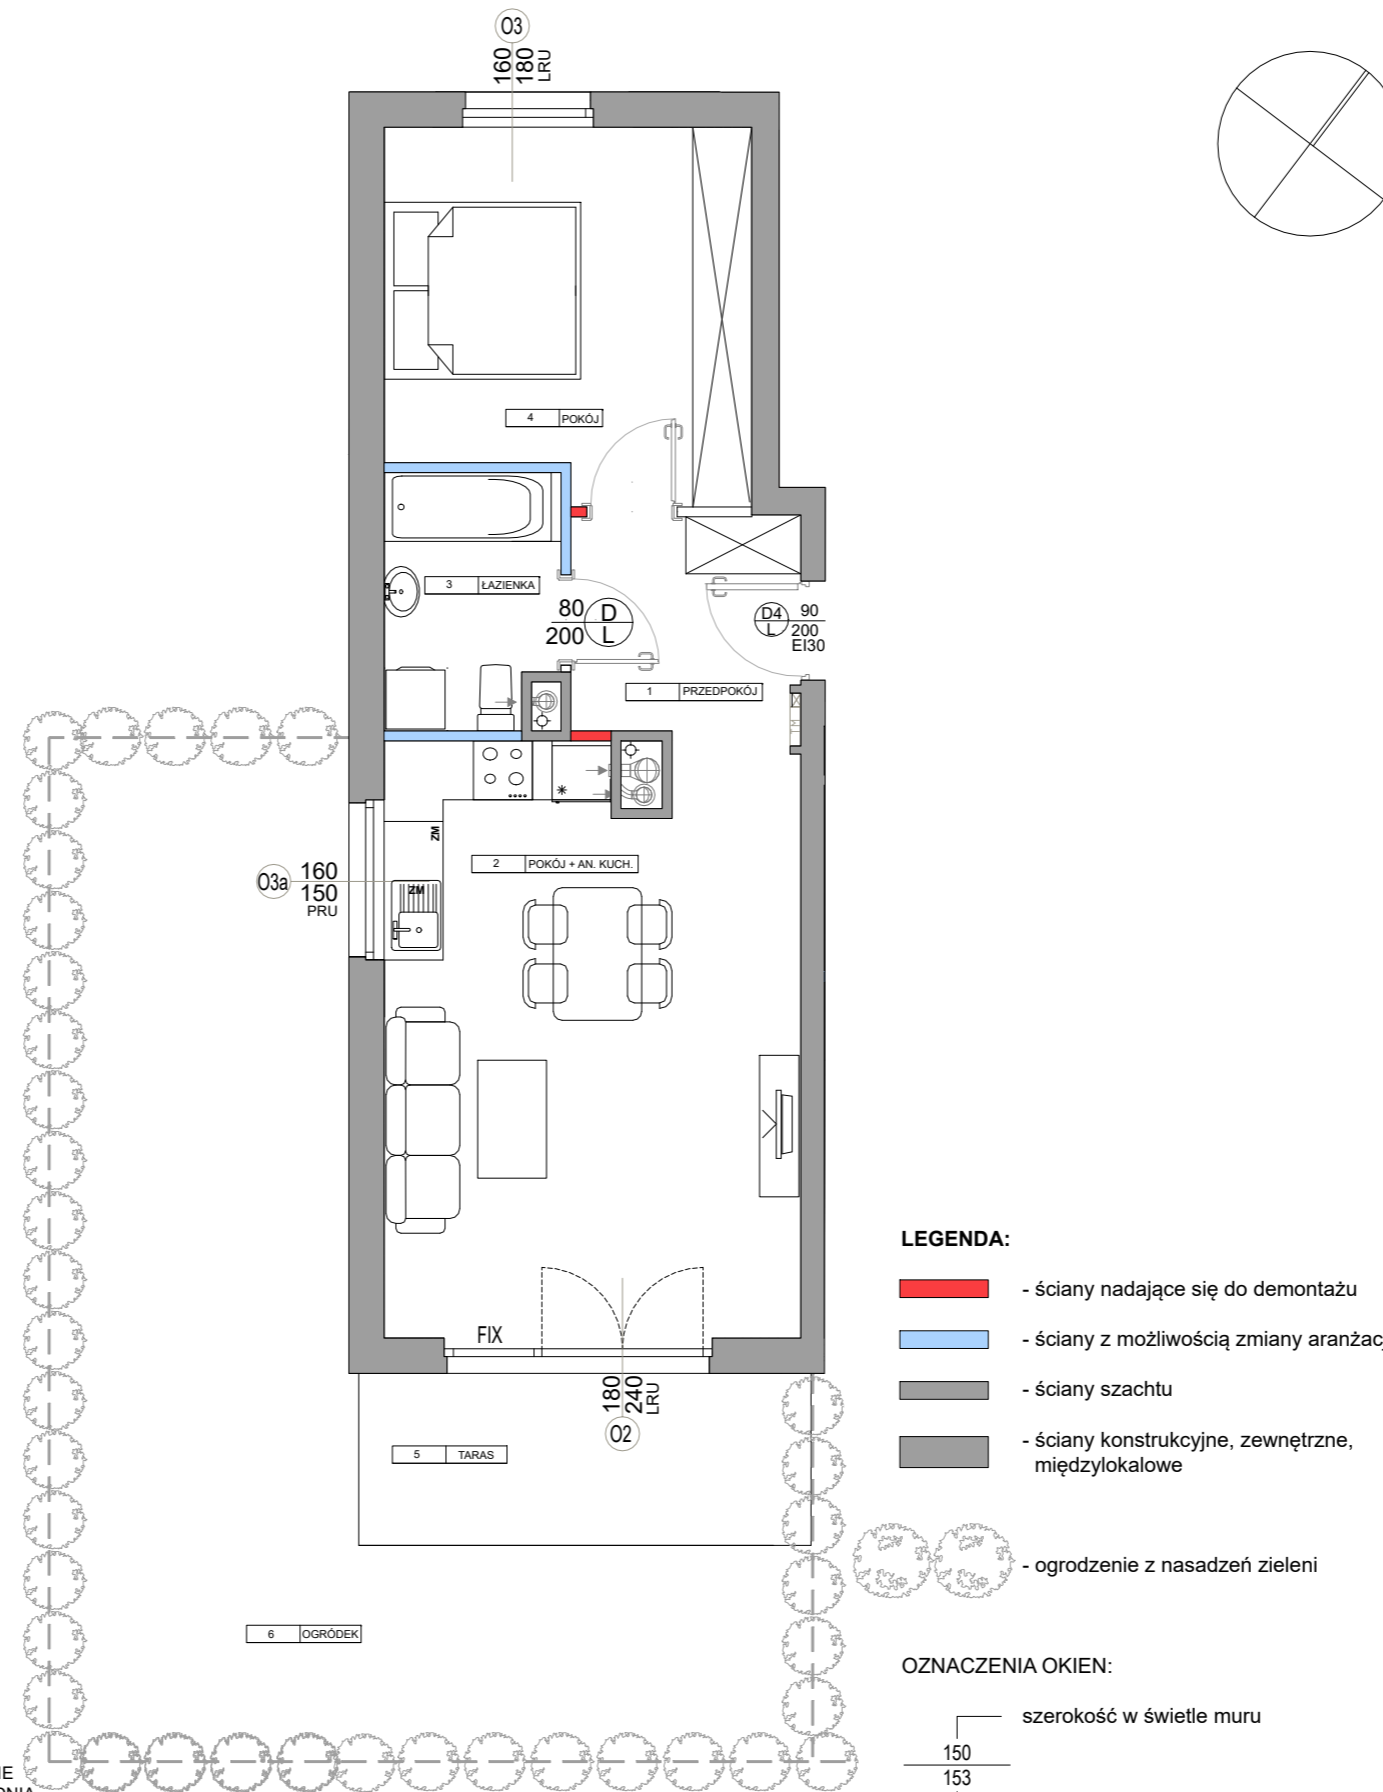 O3
160
180
LRU
4 POKÓJ
3 ŁAZIENKA
80 D
200 L
D4 90
L 200
EI30
1 PRZEDPOKÓJ
ZM
2 POKÓJ + AN. KUCH.
O3a 160
150
PRU
ZM
FIX
180
240
LRU
O2
5 TARAS
6 OGRÓDEK
LEGENDA:
- ściany nadające się do demontażu
- ściany z możliwością zmiany aranżac
- ściany szachtu
- ściany konstrukcyjne, zewnętrzne,
międzylokalowe
- ogrodzenie z nasadzeń zieleni
OZNACZENIA OKIEN:
szerokość w świetle muru
150
153